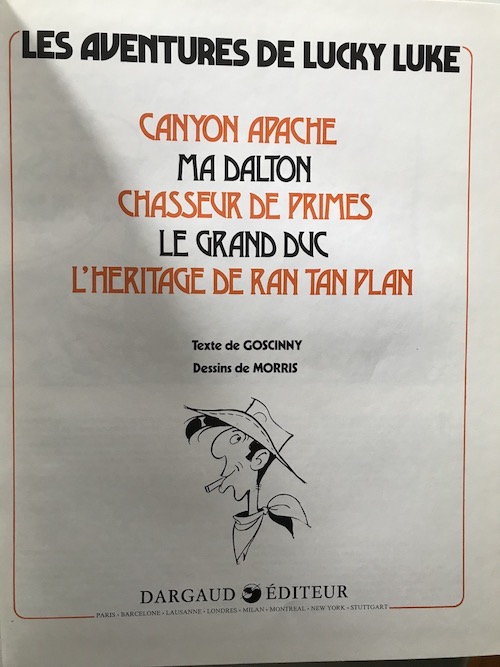 LES AVENTURES DE LUCKY LUKE
CANYON APACHE
MA DALTON
CHASSEUR DE PRIMES
LE GRAND DUC
L'HERITAGE DE RAN TAN PLAN
Texte de GOSCINNY
Dessins de MORRIS
DARGAUD ÉDITEUR
PARIS • BARCELONE • LAUSANNE • LONDRES • MILAN • MONTREAL • NEW YORK • STUTTGART